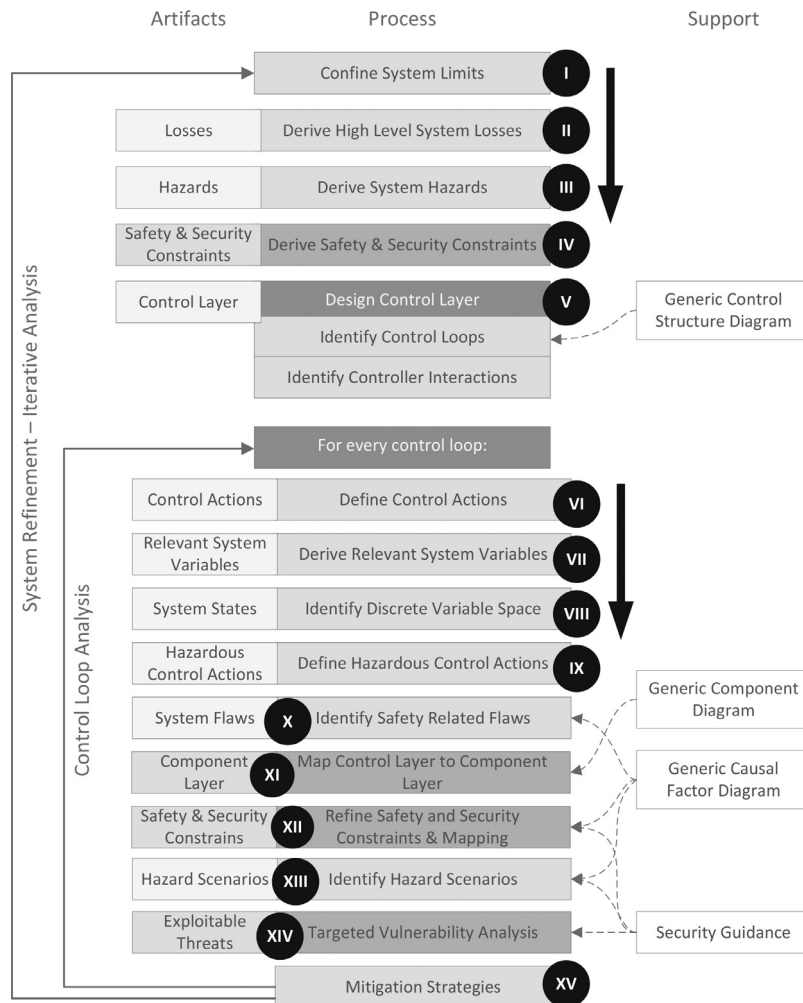 Artifacts Process Support
Confine System Limits I
Losses Derive High Level System Losses II
Hazards Derive System Hazards III
Safety & Security
Constraints
Derive Safety & Security Constraints IV
Control Layer Design Control Layer V
Identify Control Loops
Identify Controller Interactions
Generic Control
Structure Diagram
System Refinement – Iterative Analysis
Control Loop Analysis
For every control loop:
Control Actions Define Control Actions VI
Relevant System
Variables
Derive Relevant System Variables VII
System States Identify Discrete Variable Space VIII
Hazardous
Control Actions
Define Hazardous Control Actions IX
System Flaws X Identify Safety Related Flaws
Generic Component
Diagram
Component
Layer
XI
Map Control Layer to Component
Layer
Generic Causal
Factor Diagram
Safety & Security
Constrains
XII
Refine Safety and Security
Constraints & Mapping
Hazard Scenarios XIII Identify Hazard Scenarios
Exploitable
Threats
XIV Targeted Vulnerability Analysis
Security Guidance
Mitigation Strategies XV